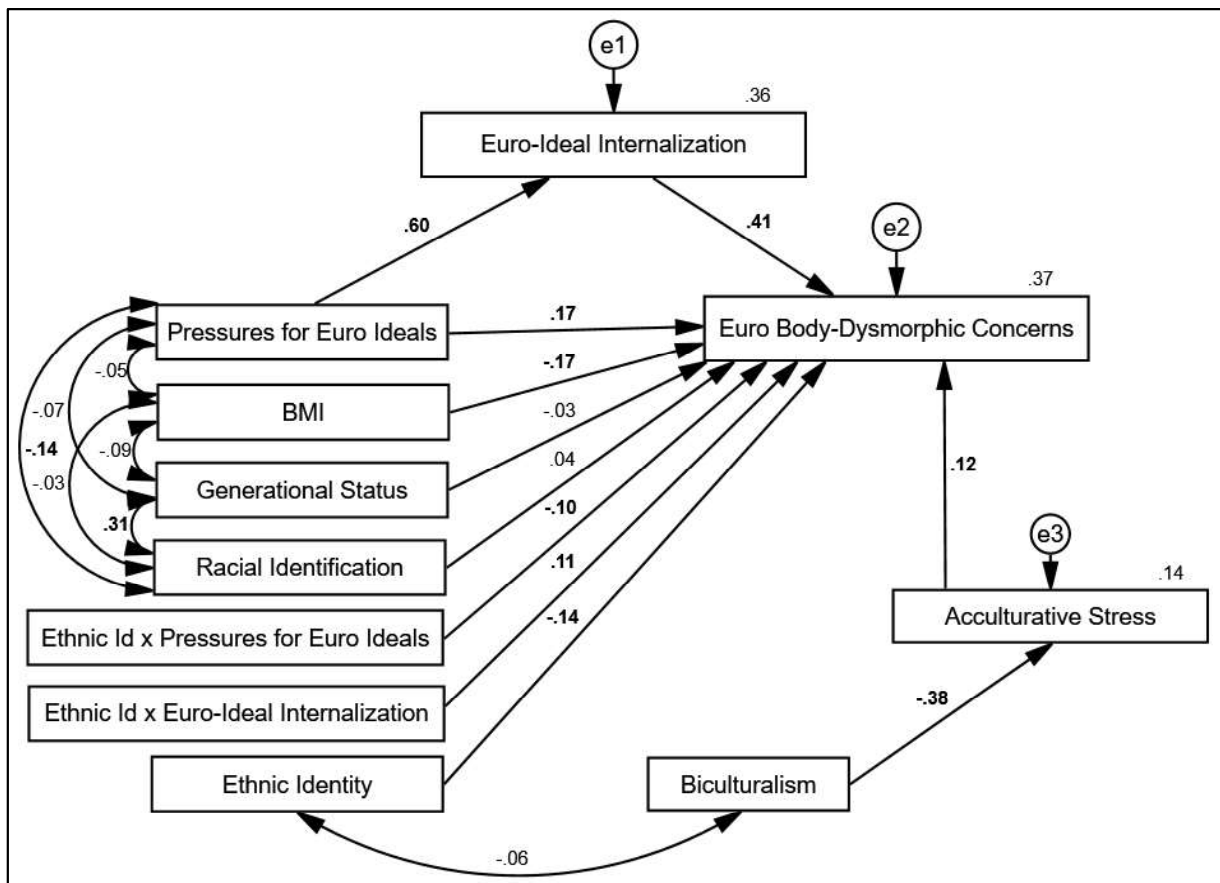 e1
.36
Euro-Ideal Internalization
.60
.41
e2
.37
Pressures for Euro Ideals
.17
Euro Body-Dysmorphic Concerns
-.05
-.17
BMI
-.07
-.03
-.14
-.09
.04
-.03
Generational Status
.12
-.10
.31
Racial Identification
.11
e3
.14
-.14
Acculturative Stress
Ethnic Id x Pressures for Euro Ideals
Ethnic Id x Euro-Ideal Internalization
-.38
Ethnic Identity
Biculturalism
-.06